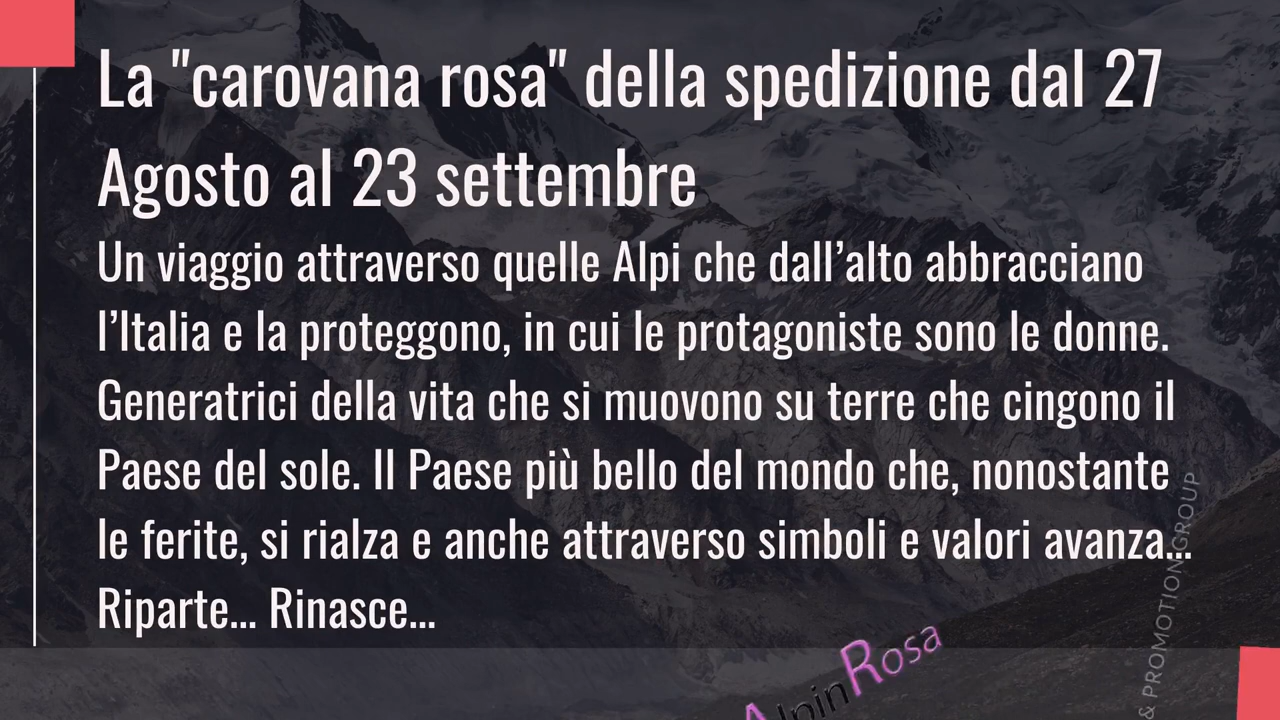 La "carovana rosa" della spedizione dal 27
Agosto al 23 settembre
Un viaggio attraverso quelle Alpi che dall’alto abbracciano
l’Italia e la proteggono, in cui le protagoniste sono le donne.
Generatrici della vita che si muovono su terre che cingono il
Paese del sole. Il Paese più bello del mondo che, nonostante
le ferite, si rialza e anche attraverso simboli e valori avanza...
Riparte... Rinasce...
AlpinRosa
& PROMOTION GROUP